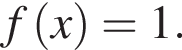 f (x) = 1.